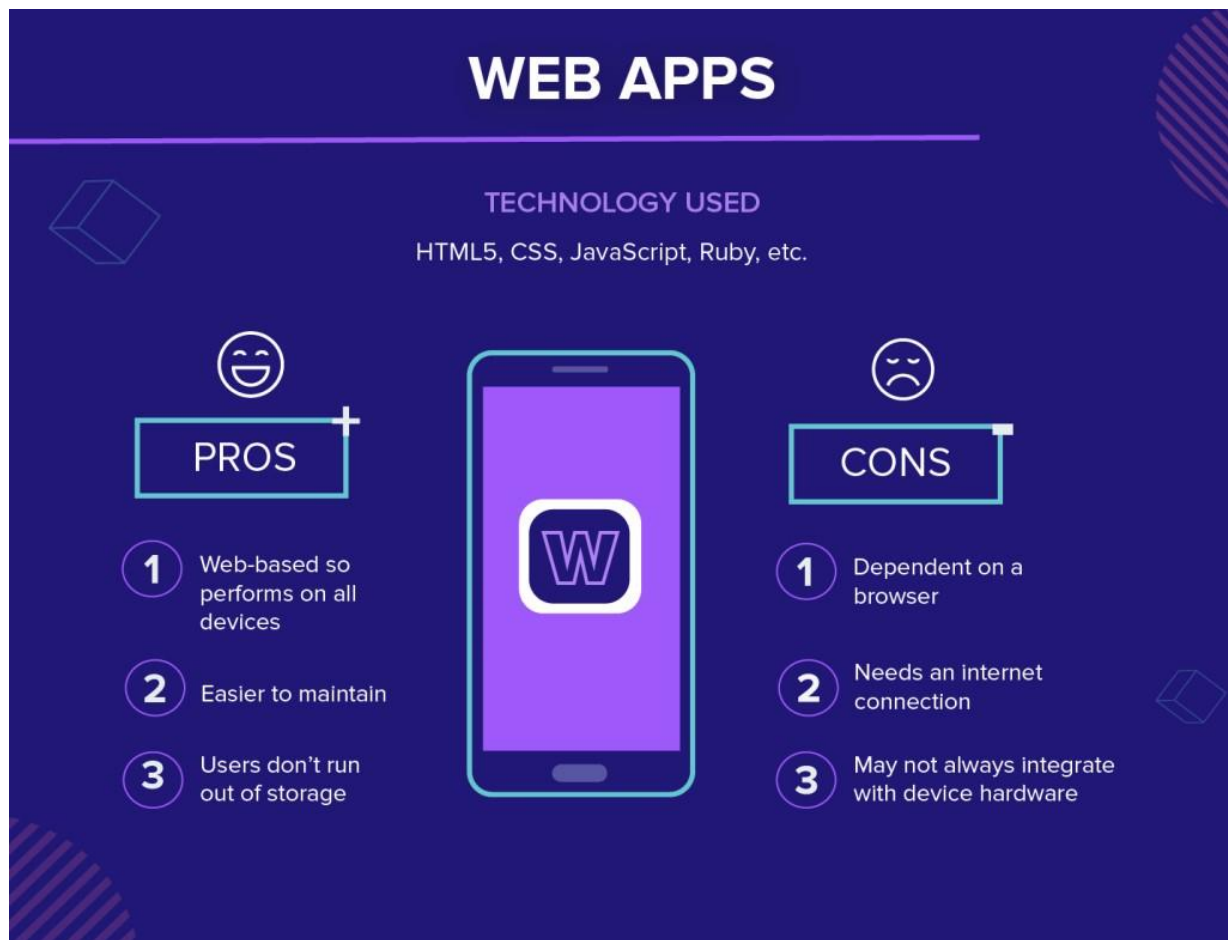 WEB APPS
TECHNOLOGY USED
HTML5, CSS, JavaScript, Ruby, etc.
PROS
1
Web-based so
performs on all
devices
2
Easier to maintain
3
Users don’t run
out of storage
W
CONS
1
Dependent on a
browser
2
Needs an internet
connection
3
May not always integrate
with device hardware